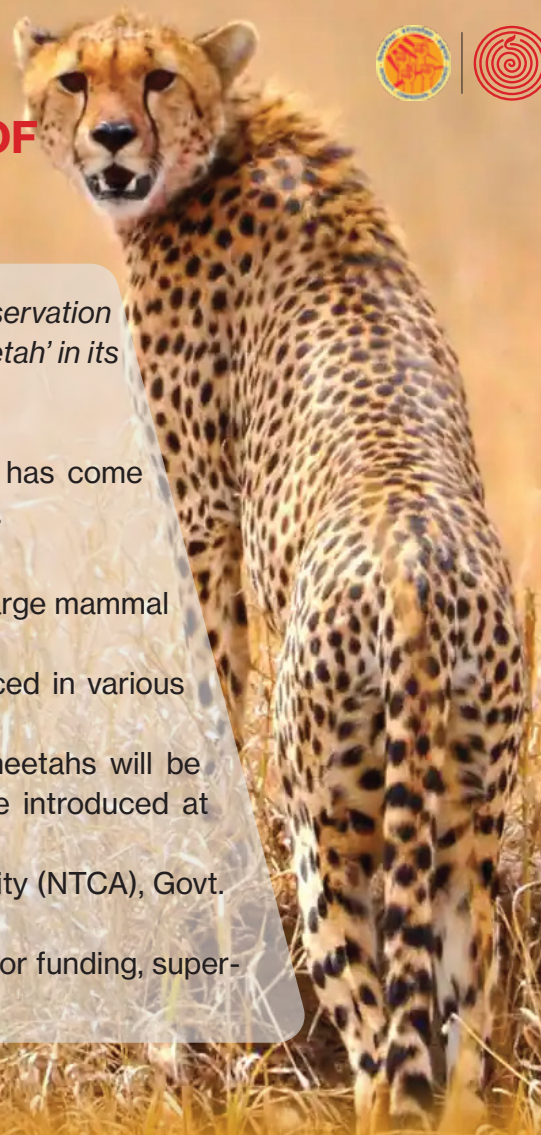 OF
servation
etah’ in its
has come
.
arge mammal
ced in various
heetahs will be
e introduced at
ity (NTCA), Govt.
or funding, super-